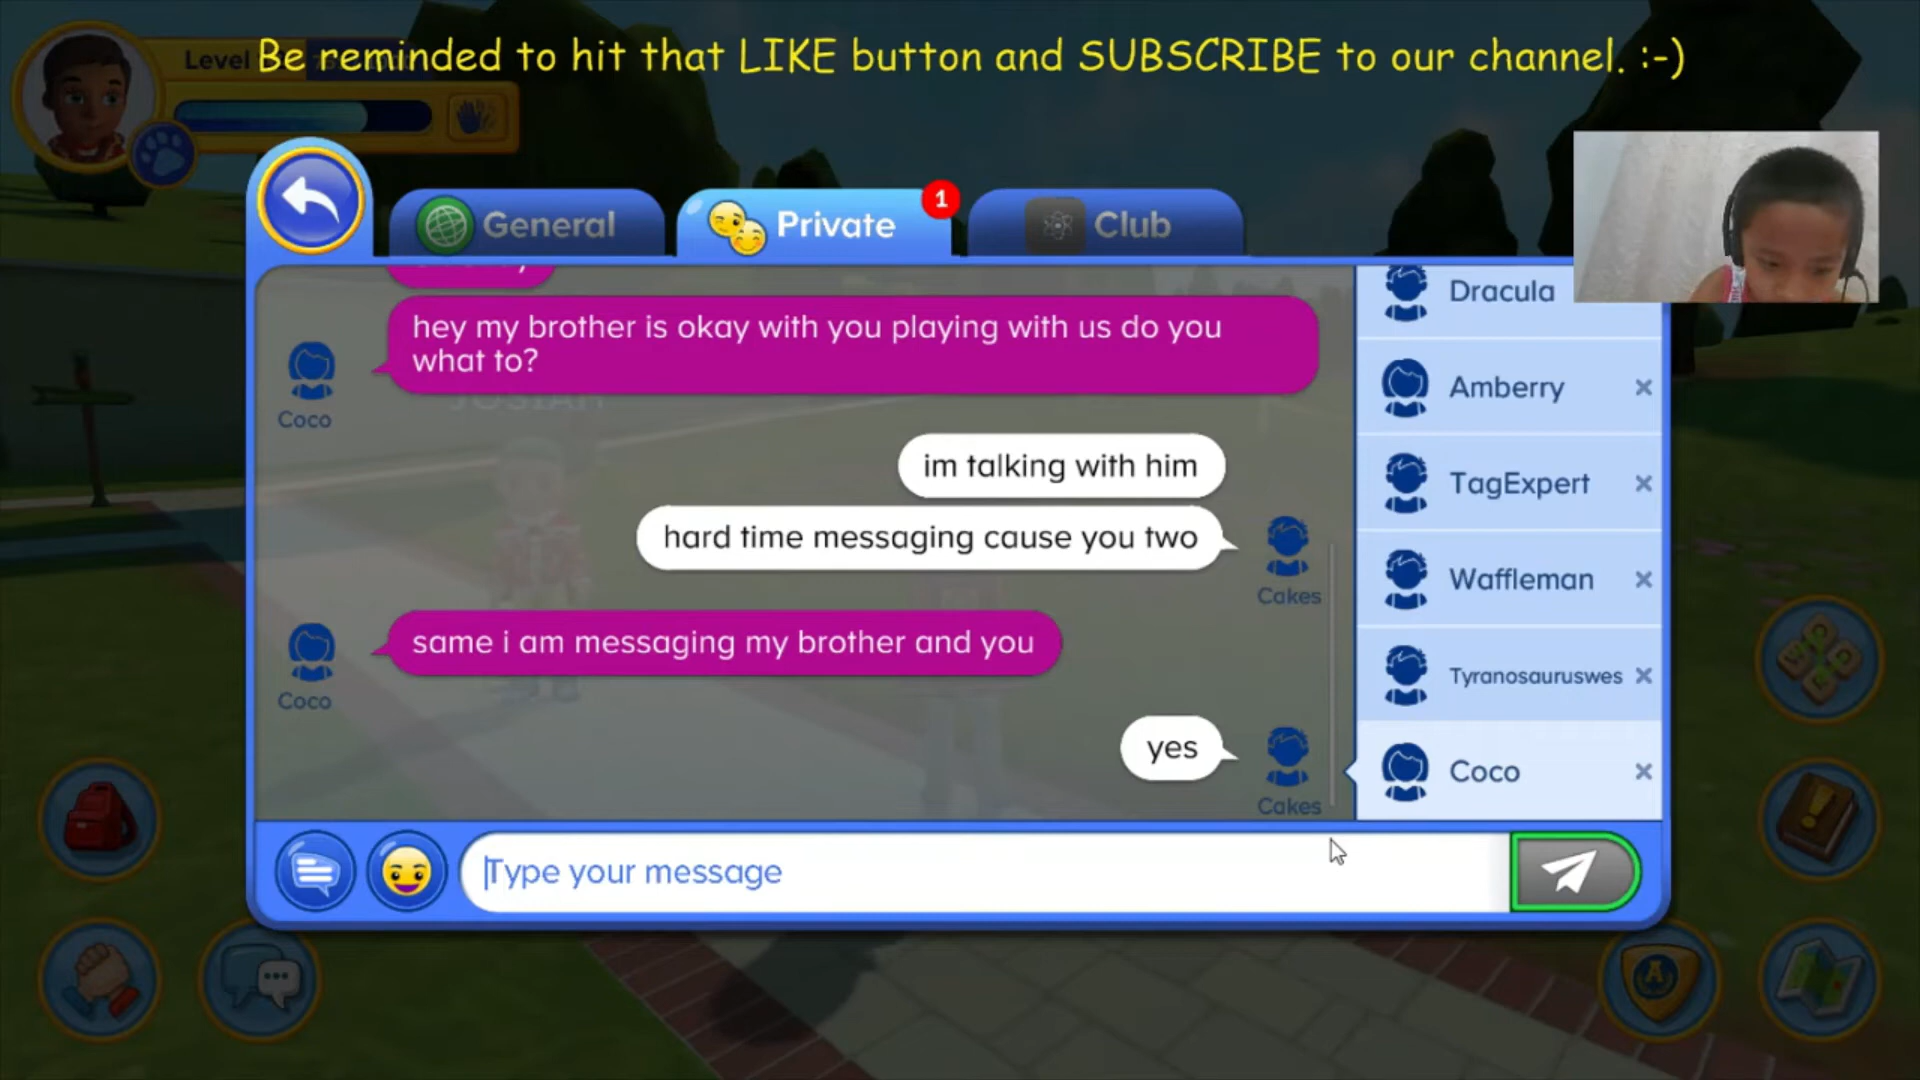 Be reminded to hit that LIKE button and SUBSCRIBE to our channel. :-)
Level
General
Private
1
Club
hey my brother is okay with you playing with us do you
what to?
Coco
JOSIAH
im talking with him
hard time messaging cause you two
Cakes
same i am messaging my brother and you
Coco
yes
Cakes
Dracula
Amberry
TagExpert
Waffleman
Tyranosauruswes
Coco
Type your message